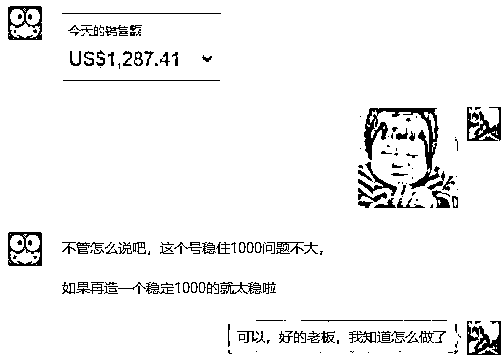 今天的销售额
US$1,287.41
不管怎么说吧，这个号稳住1000问题不大，
如果再造一个稳定1000的就太稳啦
可以，好的老板，我知道怎么做了